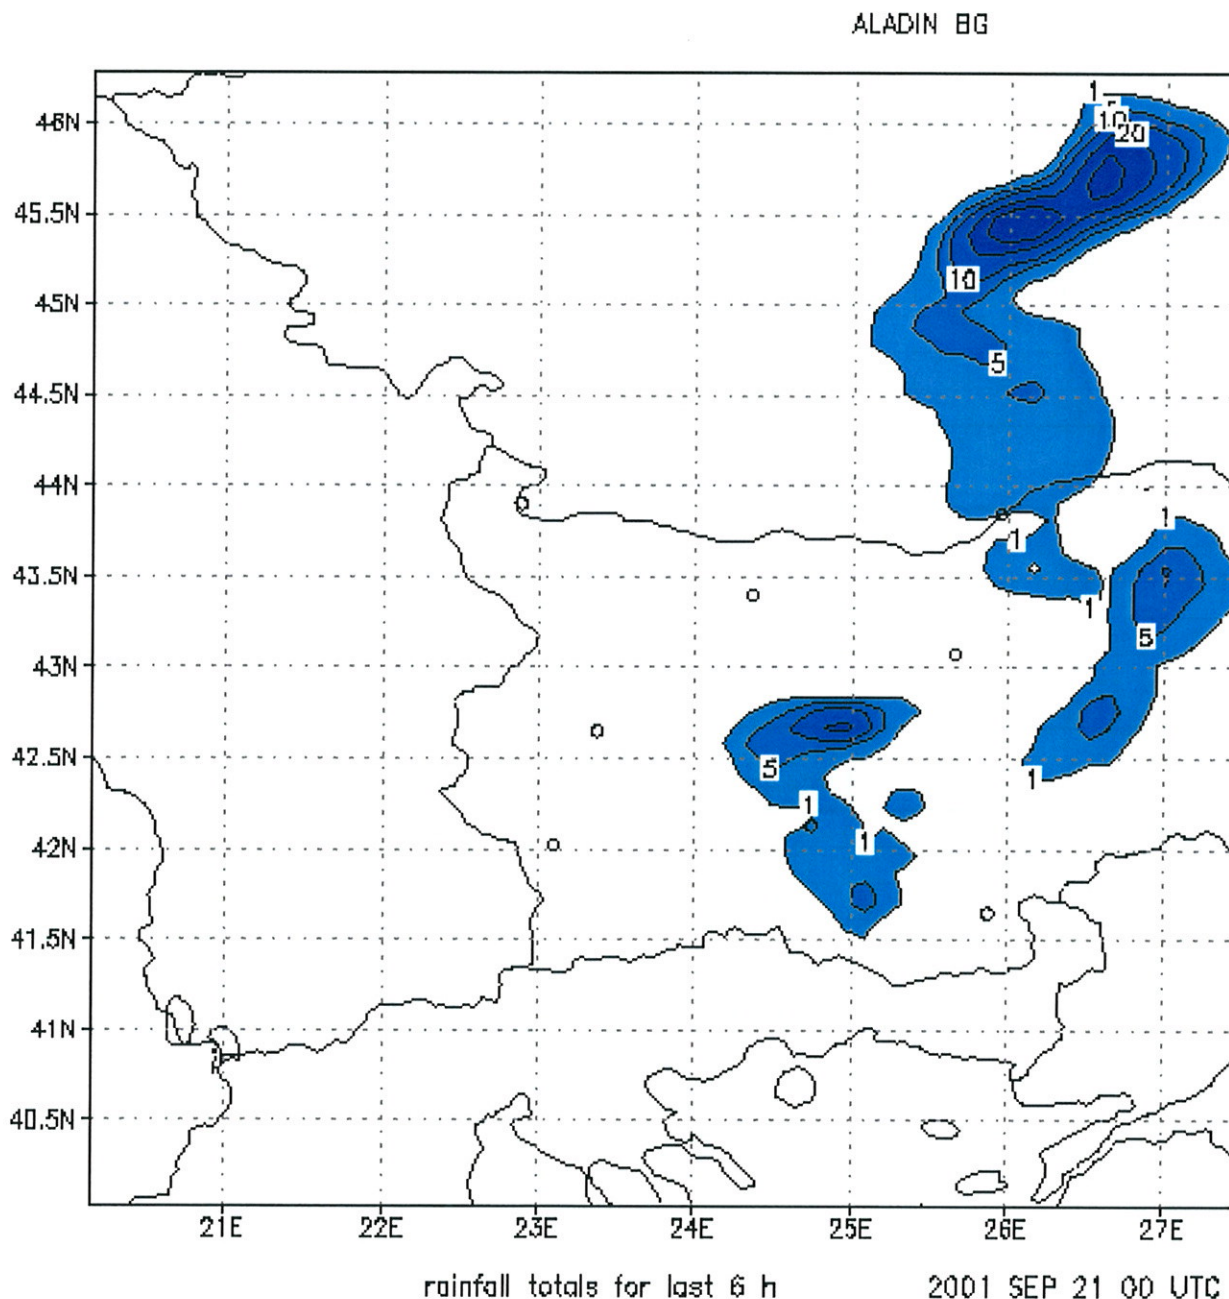 ALADIN BG
1
10
20
46N
45.5N
10
45N
5
44.5N
44N
1
1
43.5N
1
5
43N
42.5N
5
1
1
42N
1
41.5N
41N
40.5N
21E 22E 23E 24E 25E 26E 27E
rainfall totals for last 6 h 2001 SEP 21 00 UTC